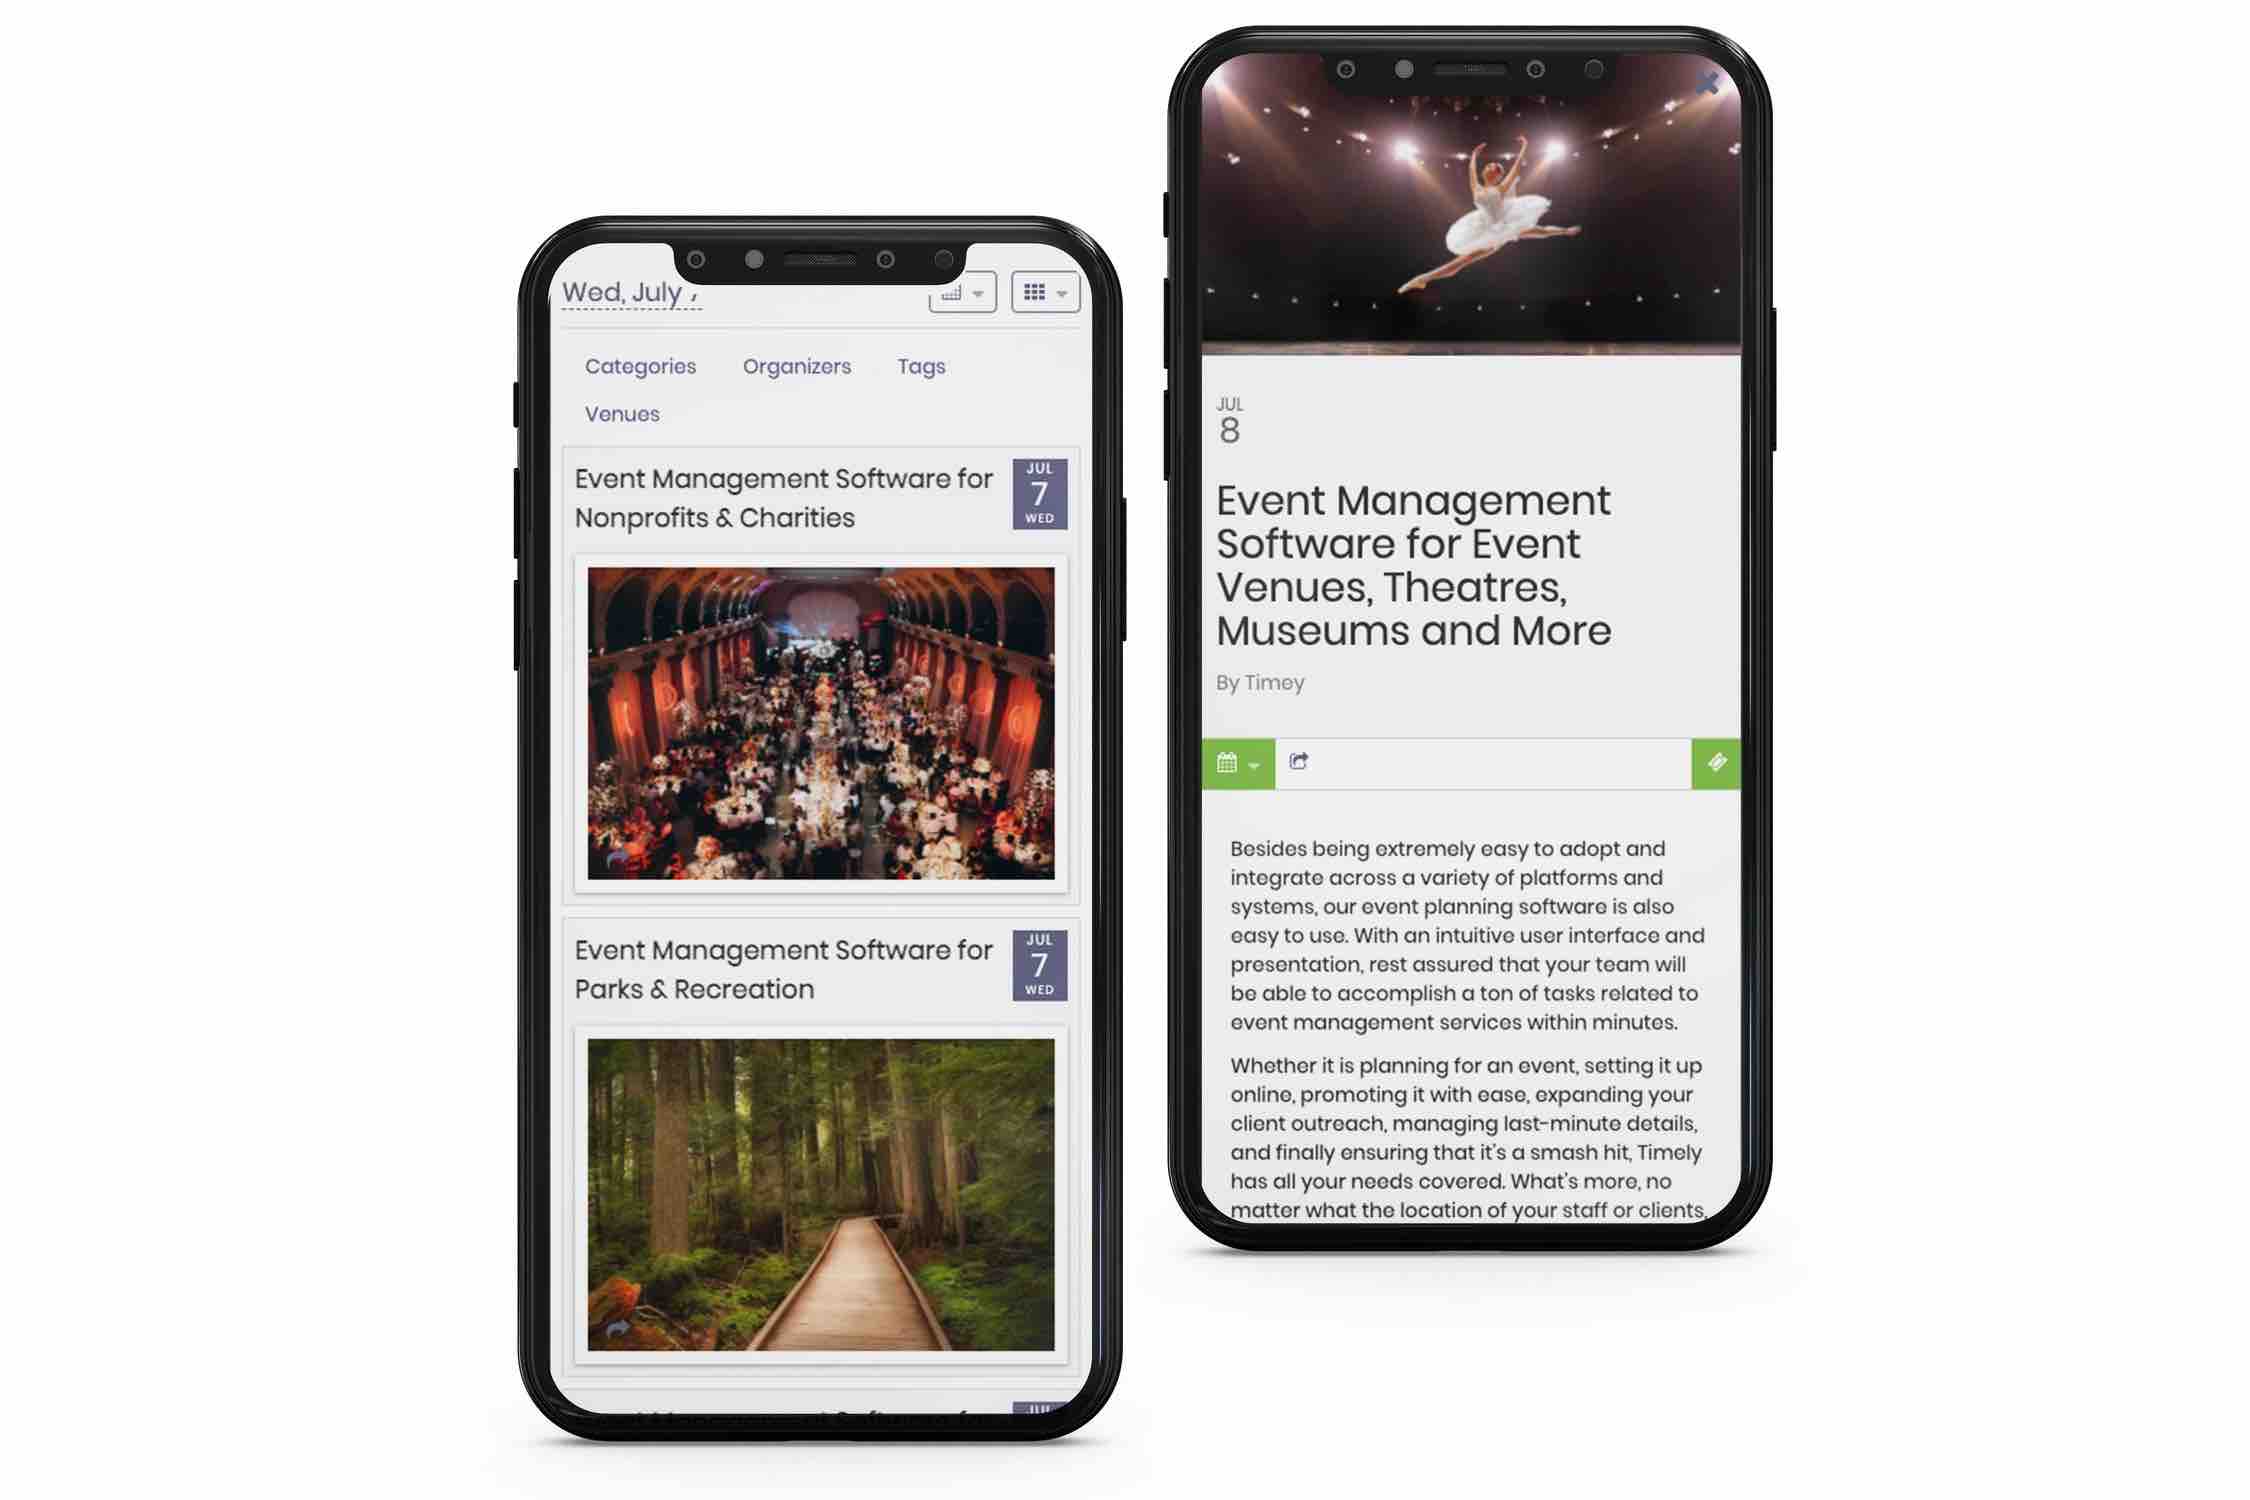 Wed, July 7
Categories Organizers Tags
Venues
Event Management Software for
Nonprofits & Charities
JUL
7
WED
Event Management Software for
Parks & Recreation
JUL
7
WED
Event Management Software for
JUL
JUL
8
Event Management
Software for Event
Venues, Theatres,
Museums and More
By Timey
Besides being extremely easy to adopt and
integrate across a variety of platforms and
systems, our event planning software is also
easy to use. With an intuitive user interface and
presentation, rest assured that your team will
be able to accomplish a ton of tasks related to
event management services within minutes.
Whether it is planning for an event, setting it up
online, promoting it with ease, expanding your
client outreach, managing last-minute details,
and finally ensuring that it's a smash hit, Timely
has all your needs covered. What's more, no
matter what the location of your staff or clients,